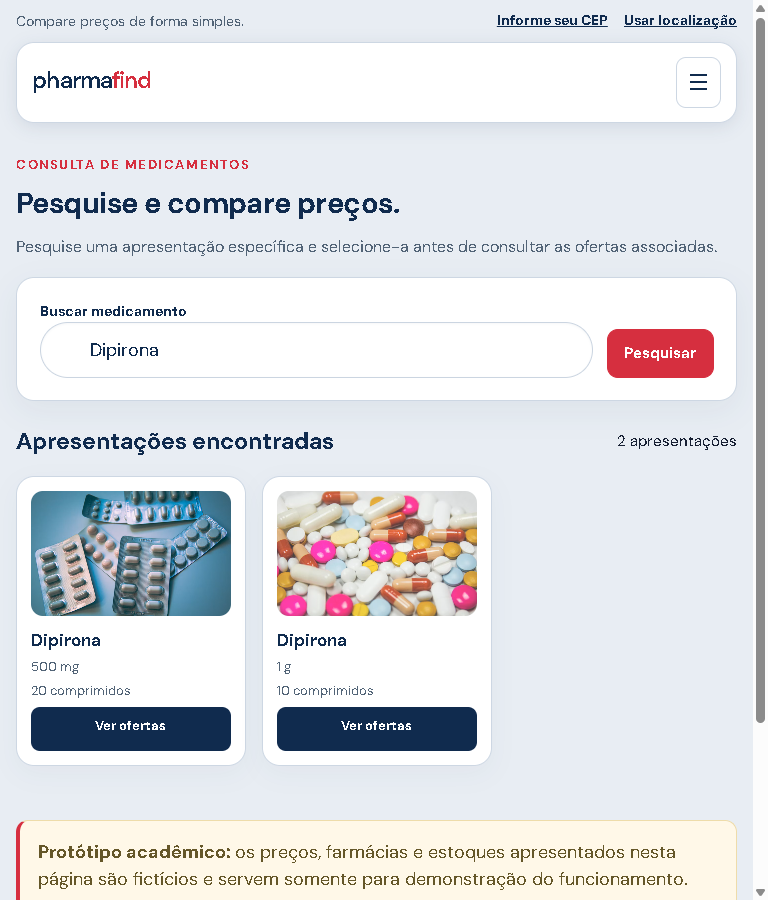 Compare preços de forma simples.
Informe seu CEP
Usar localização
pharmafind
CONSULTA DE MEDICAMENTOS
Pesquise e compare preços.
Pesquise uma apresentação específica e selecione-a antes de consultar as ofertas associadas.
Buscar medicamento
Dipirona
Pesquisar
Apresentações encontradas
2 apresentações
Dipirona
500 mg
20 comprimidos
Ver ofertas
Dipirona
1 g
10 comprimidos
Ver ofertas
Protótipo acadêmico: os preços, farmácias e estoques apresentados nesta
página são fictícios e servem somente para demonstração do funcionamento.